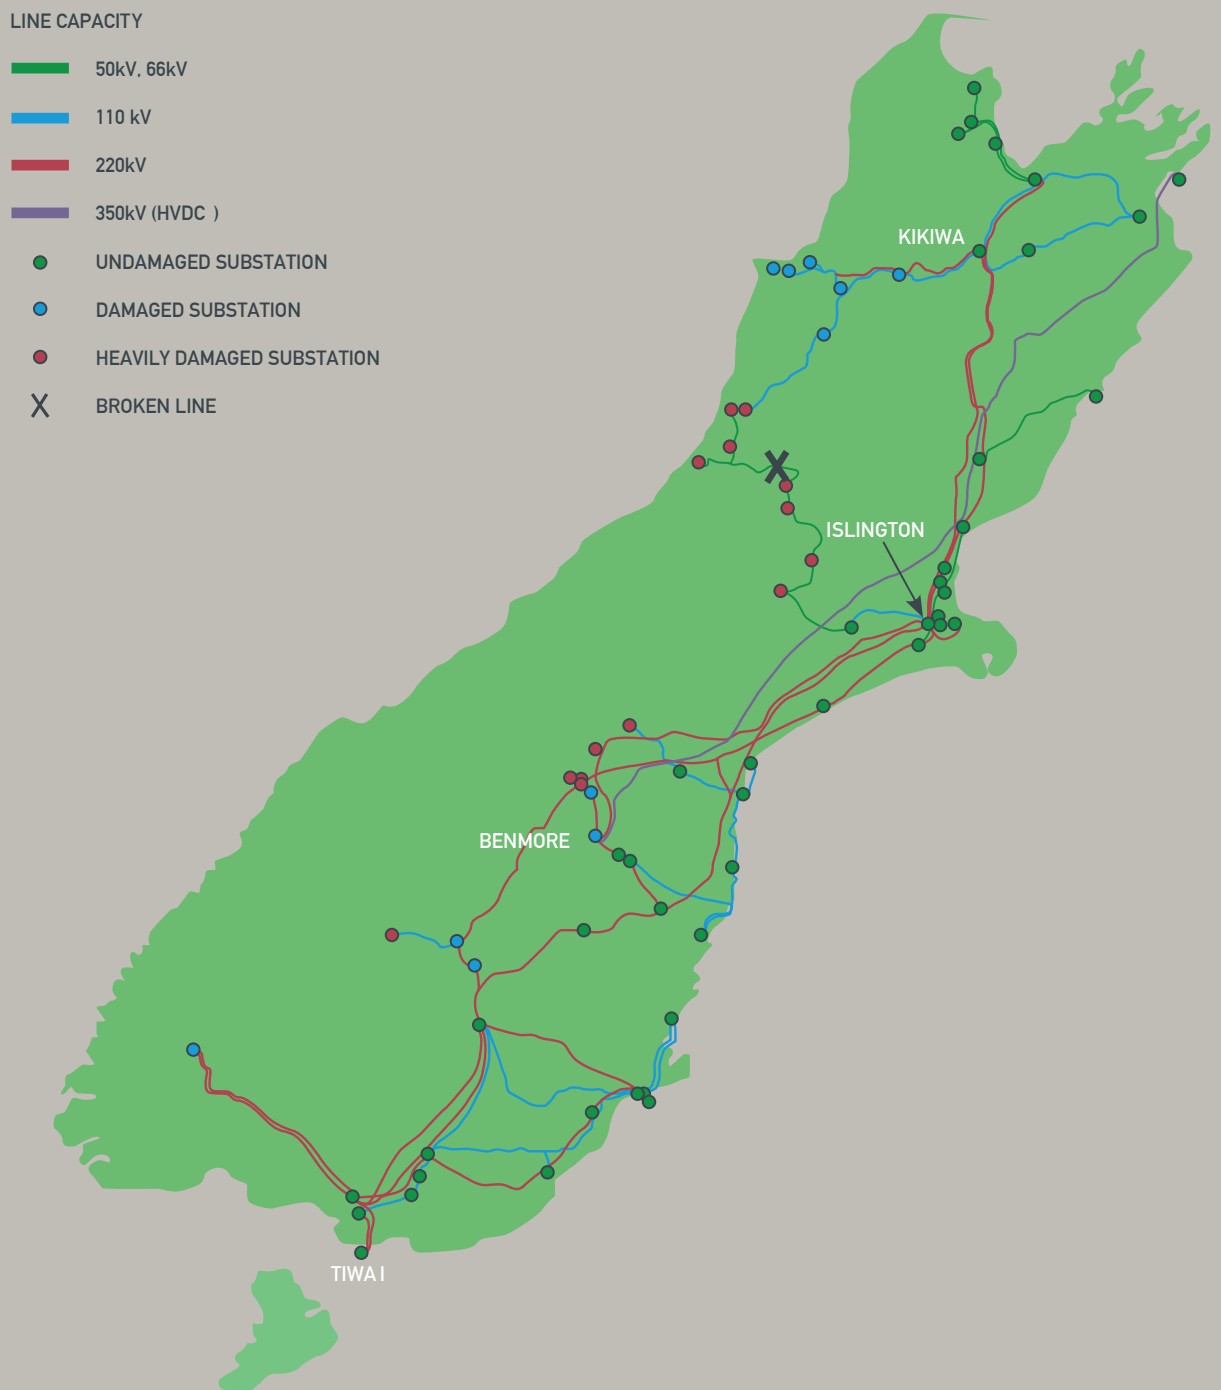 LINE CAPACITY
50kV, 66kV
110 kV
220kV
350kV (HVDC )
UNDAMAGED SUBSTATION
DAMAGED SUBSTATION
HEAVILY DAMAGED SUBSTATION
BROKEN LINE
KIKIWA
ISLINGTON
BENMORE
TIWA I